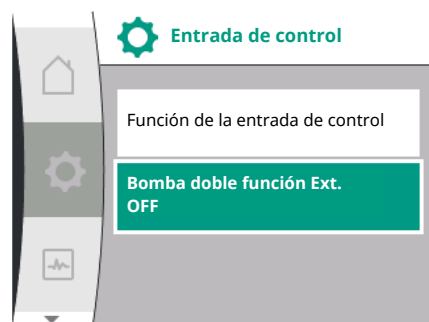 Entrada de control
Función de la entrada de control
Bomba doble función Ext.
OFF